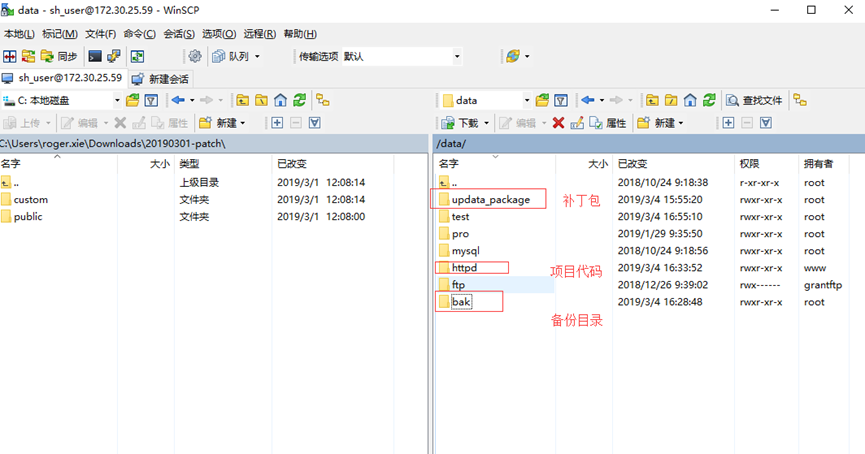 data - sh_user@172.30.25.59 - WinSCP
本地(L) 标记(M) 文件(F) 命令(C) 会话(S) 选项(O) 远程(R) 帮助(H)
同步 队列 传输选项 默认
sh_user@172.30.25.59 新建会话
C: 本地磁盘 data 查找文件
上传 编辑 属性 新建 下载 编辑 属性 新建
C:\Users\roger.xie\Downloads\20190301-patch\ /data/
名字 大小 类型 已改变 名字 大小 已改变 权限 拥有者
.. 上级目录 2019/3/1 12:08:14 .. 2018/10/24 9:18:38 r-xr-xr-x root
custom 文件夹 2019/3/1 12:08:14 updata_package 补丁包 2019/3/4 15:55:20 rwxr-xr-x root
public 文件夹 2019/3/1 12:08:00 test 2019/3/4 16:55:10 rwxr-xr-x root
pro 2019/1/29 9:35:50 rwxr-xr-x root
mysql 2018/10/24 9:18:56 rwxr-xr-x root
httpd 项目代码 2019/3/4 16:33:52 rwxr-xr-x www
ftp 2018/12/26 9:39:02 rwx------ grantftp
bak 2019/3/4 16:28:48 rwxr-xr-x root
备份目录